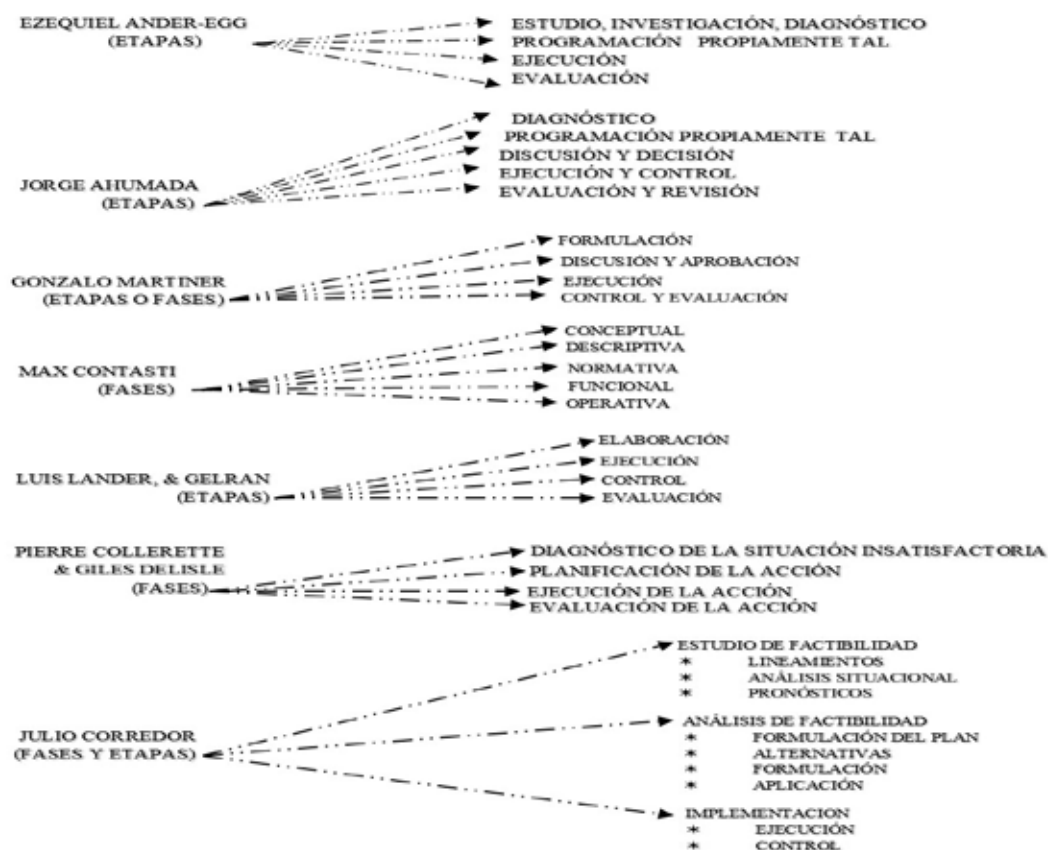 EZEQUIEL ANDER-EGG
(ETAPAS)
ESTUDIO, INVESTIGACIÓN, DIAGNÓSTICO
PROGRAMACIÓN PROPIAMENTE TAL
EJECUCIÓN
EVALUACIÓN
JORGE AHUMADA
(ETAPAS)
DIAGNÓSTICO
PROGRAMACIÓN PROPIAMENTE TAL
DISCUSIÓN Y DECISIÓN
EJECUCIÓN Y CONTROL
EVALUACIÓN Y REVISIÓN
GONZALO MARTINER
(ETAPAS O FASES)
FORMULACIÓN
DISCUSIÓN Y APROBACIÓN
EJECUCIÓN
CONTROL Y EVALUACIÓN
MAX CONTASTI
(FASES)
CONCEPTUAL
DESCRIPTIVA
NORMATIVA
FUNCIONAL
OPERATIVA
LUIS LANDER, & GELRAN
(ETAPAS)
ELABORACIÓN
EJECUCIÓN
CONTROL
EVALUACIÓN
PIERRE COLLERETTE
& GILES DELISLE
(FASES)
DIAGNÓSTICO DE LA SITUACIÓN INSATISFACTORIA
PLANIFICACIÓN DE LA ACCIÓN
EJECUCIÓN DE LA ACCIÓN
EVALUACIÓN DE LA ACCIÓN
JULIO CORREDOR
(FASES Y ETAPAS)
ESTUDIO DE FACTIBILIDAD
* LINEAMIENTOS
* ANÁLISIS SITUACIONAL
* PRONÓSTICOS
ANÁLISIS DE FACTIBILIDAD
* FORMULACIÓN DEL PLAN
* ALTERNATIVAS
* FORMULACIÓN
* APLICACIÓN
IMPLEMENTACION
* EJECUCIÓN
* CONTROL